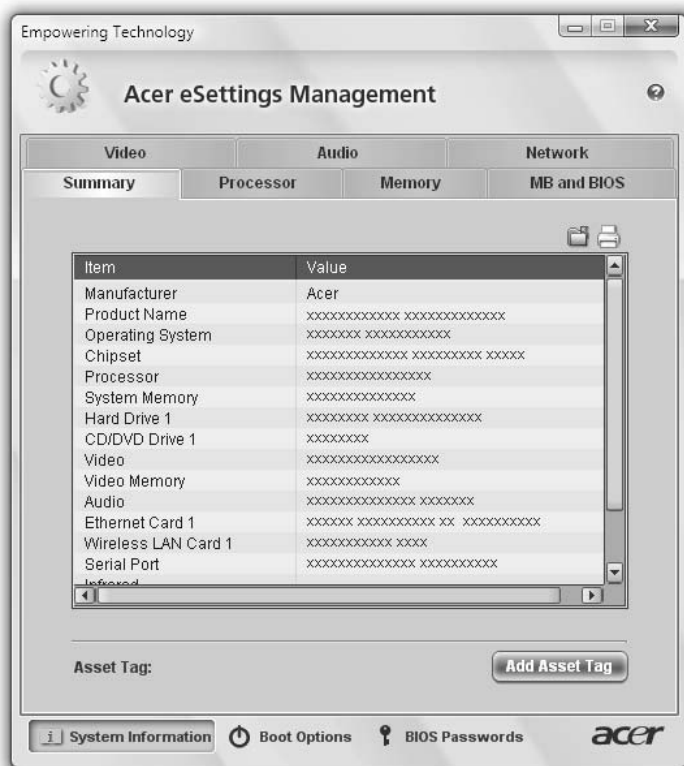 Empowering Technology
Acer eSettings Management
Video Audio Network
Summary Processor Memory MB and BIOS
Item Value
Manufacturer Acer
Product Name xxxxxxxxxxxx xxxxxxxxxxxxx
Operating System xxxxxxx xxxxxxxxxxx
Chipset xxxxxxxxxxxxx xxxxxxxxx xxxxx
Processor xxxxxxxxxxxxxxxx
System Memory xxxxxxxxxxxxxx
Hard Drive 1 xxxxxxxx xxxxxxxxxxxxxx
CD/DVD Drive 1 xxxxxxxx
Video xxxxxxxxxxxxxxxxx
Video Memory xxxxxxxxxxxx
Audio xxxxxxxxxxxxxx xxxxxxx
Ethernet Card 1 xxxxxx xxxxxxxxxx xx xxxxxxxxxx
Wireless LAN Card 1 xxxxxxxxxxx xxxx
Serial Port xxxxxxxxxxxxxx xxxxxxxxxx
Infrared
Asset Tag: Add Asset Tag
i System Information Boot Options BIOS Passwords acer